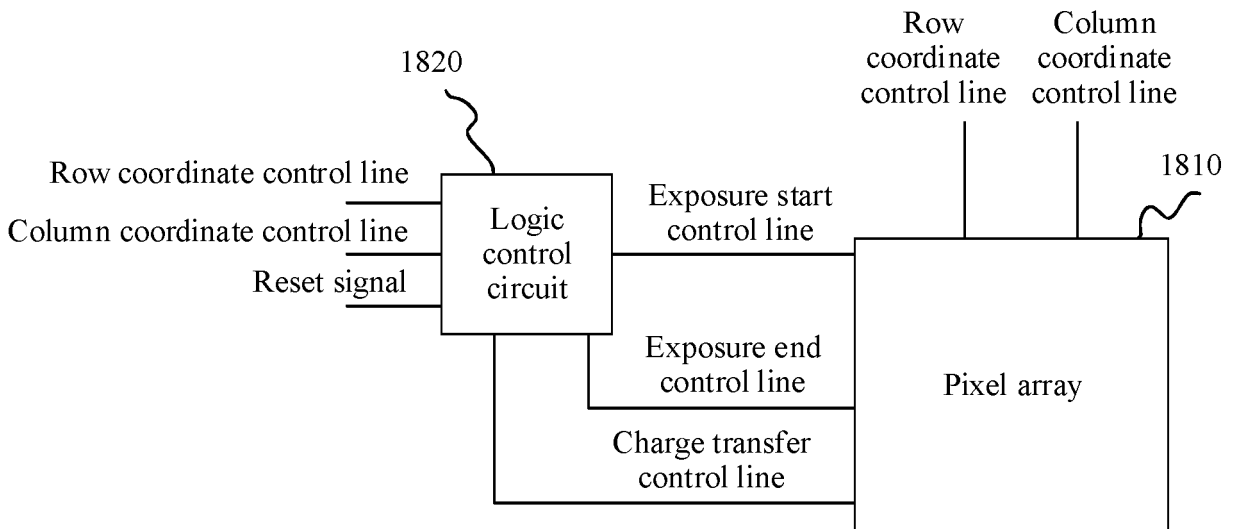 Row
coordinate
control line
Column
coordinate
control line
1820
1810
Row coordinate control line
Column coordinate control line
Reset signal
Logic
control
circuit
Exposure start
control line
Exposure end
control line
Charge transfer
control line
Pixel array